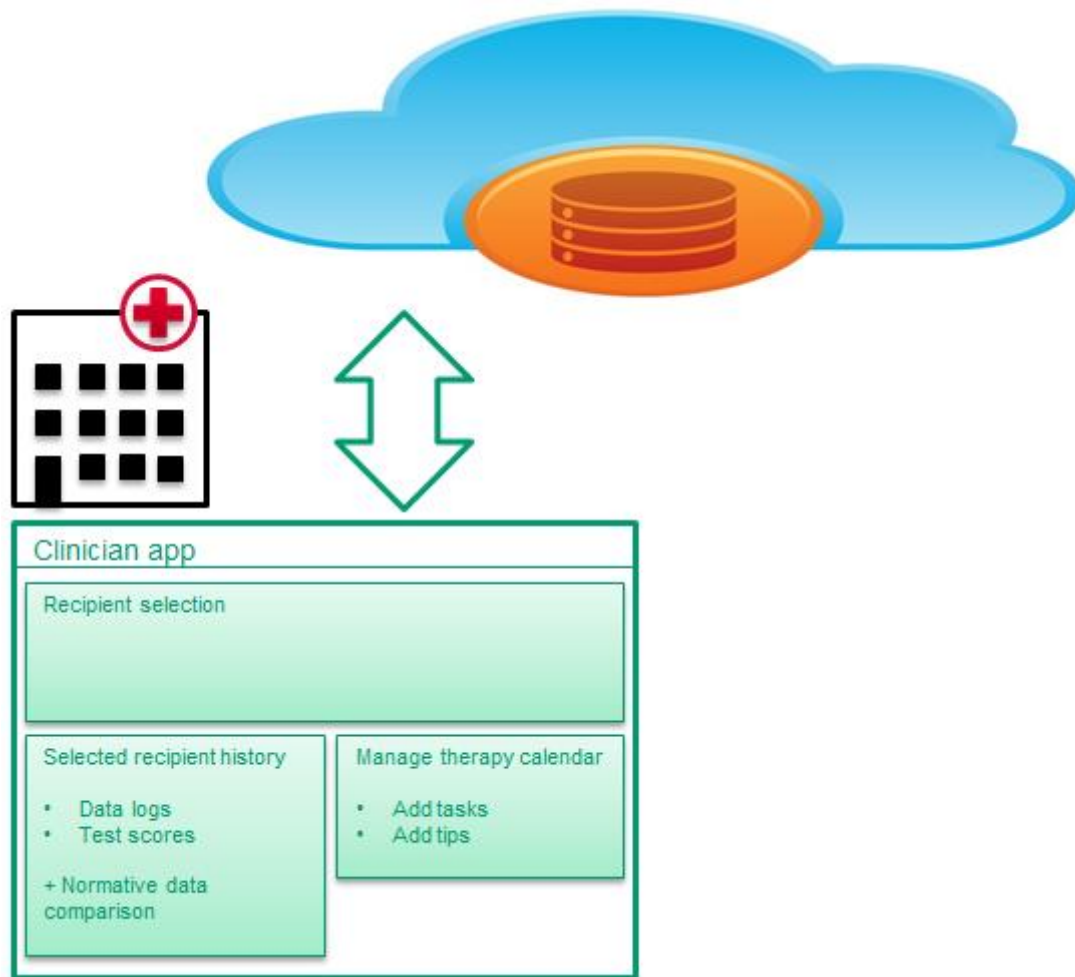 Clinician app
Recipient selection
Selected recipient history
• Data logs
• Test scores
+ Normative data
comparison
Manage therapy calendar
• Add tasks
• Add tips